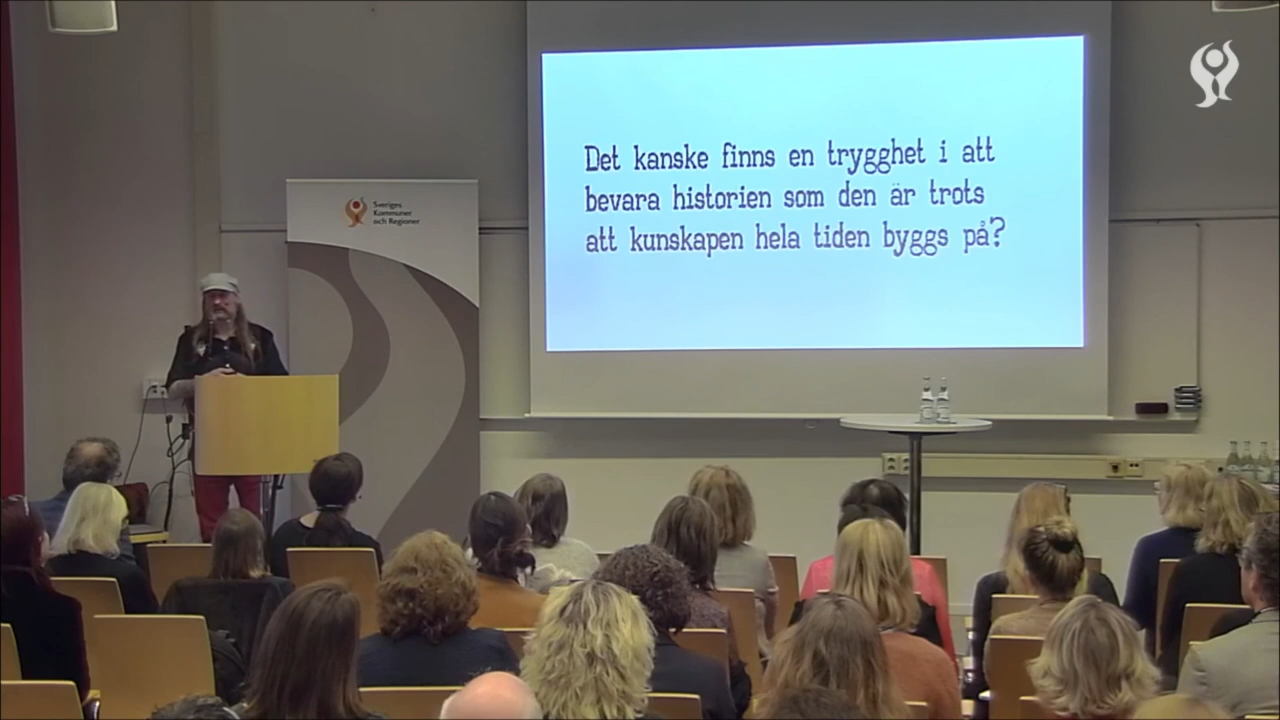 Det kanske finns en trygghet i att
bevara historien som den är trots
att kunskapen hela tiden byggs på?
Sveriges
Kommuner
och Regioner